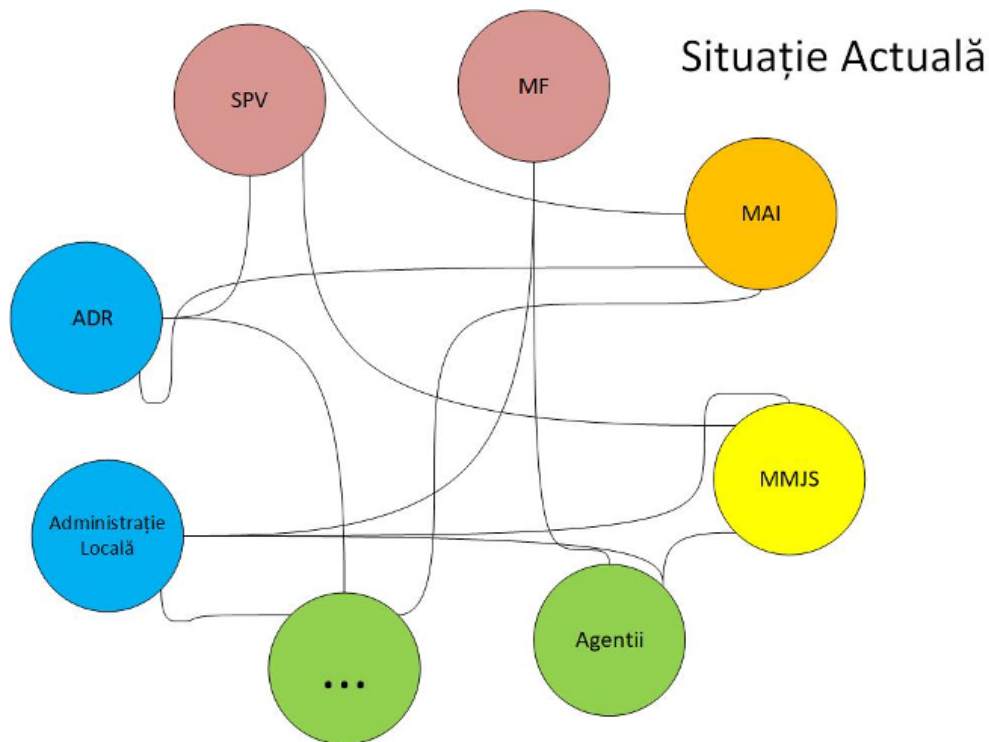 Situație Actuală
SPV
MF
MAI
ADR
MMJS
Administrație
Locală
Agentii
...